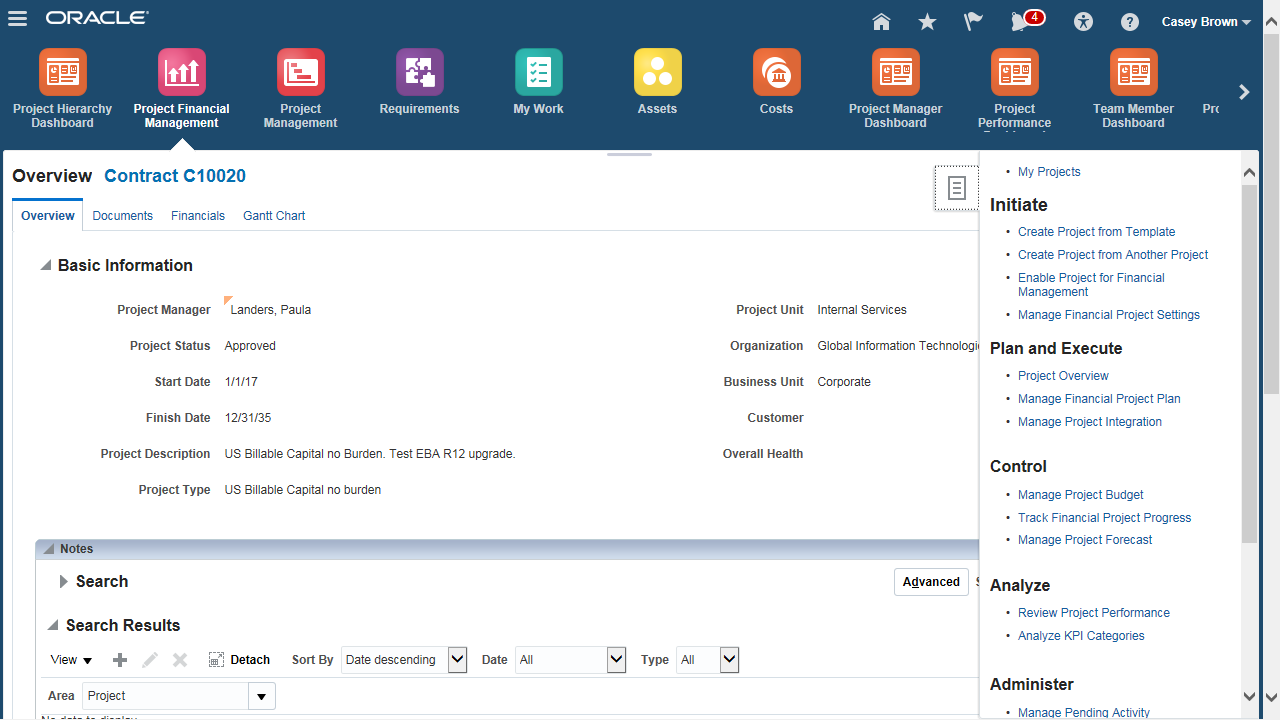 ORACLE
4
Casey Brown
Project Hierarchy
Dashboard
Project Financial
Management
Project
Management
Requirements
My Work
Assets
Costs
Project Manager
Dashboard
Project
Performance
Team Member
Dashboard
Overview Contract C10020
Overview Documents Financials Gantt Chart
Basic Information
Project Manager Landers, Paula
Project Status Approved
Start Date 1/1/17
Finish Date 12/31/35
Project Description US Billable Capital no Burden. Test EBA R12 upgrade.
Project Type US Billable Capital no burden
Project Unit Internal Services
Organization Global Information
Business Unit Corporate
Customer
Overall Health
Notes
Search
Advanced
Search Results
View Detach Sort By Date descending Date All Type All
Area Project
No data to display
• My Projects
Initiate
• Create Project from Template
• Create Project from Another Project
• Enable Project for Financial
Management
• Manage Financial Project Settings
Plan and Execute
• Project Overview
• Manage Financial Project Plan
• Manage Project Integration
Control
• Manage Project Budget
• Track Financial Project Progress
• Manage Project Forecast
Analyze
• Review Project Performance
• Analyze KPI Categories
Administer
• Manage Pending Activity